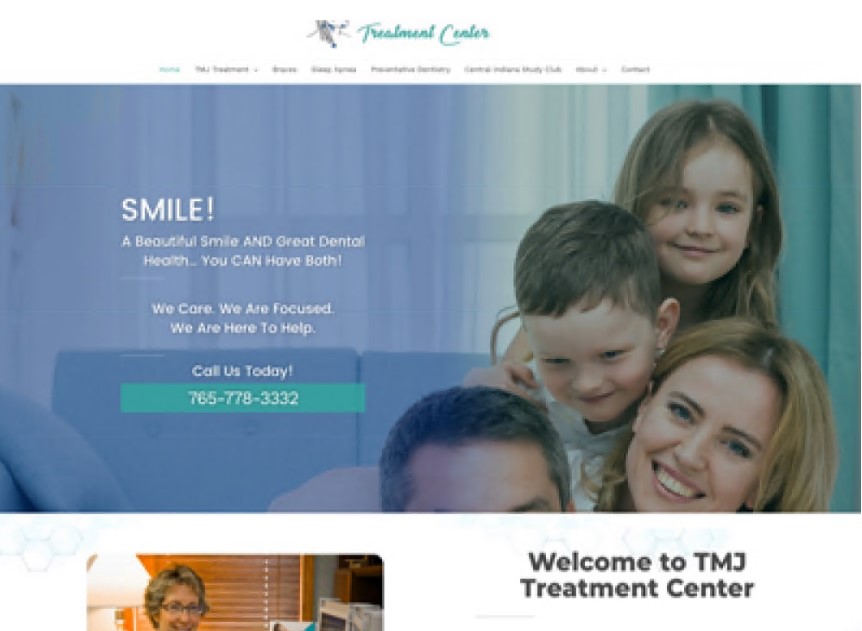 Treatment Center
Home TMJ Treatment Braces Sleep Apnea Preventative Dentistry Central Indiana Study Club About Contact
SMILE!
A Beautiful Smile AND Great Dental
Health... You CAN Have Both!
We Care. We Are Focused.
We Are Here To Help.
Call Us Today!
765-778-3332
Welcome to TMJ
Treatment Center